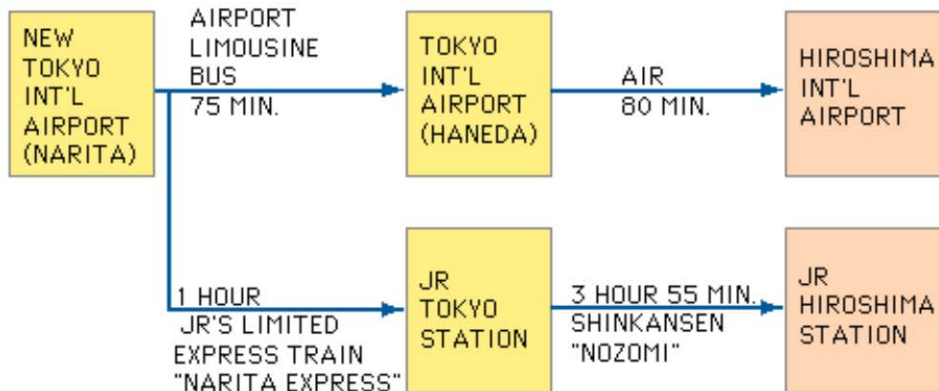 NEW
TOKYO
INT'L
AIRPORT
(NARITA)
AIRPORT
LIMOUSINE
BUS
75 MIN.
TOKYO
INT'L
AIRPORT
(HANEDA)
AIR
80 MIN.
HIROSHIMA
INT'L
AIRPORT
1 HOUR
JR'S LIMITED
EXPRESS TRAIN
"NARITA EXPRESS"
JR
TOKYO
STATION
3 HOUR 55 MIN.
SHINKANSEN
"NOZOMI"
JR
HIROSHIMA
STATION